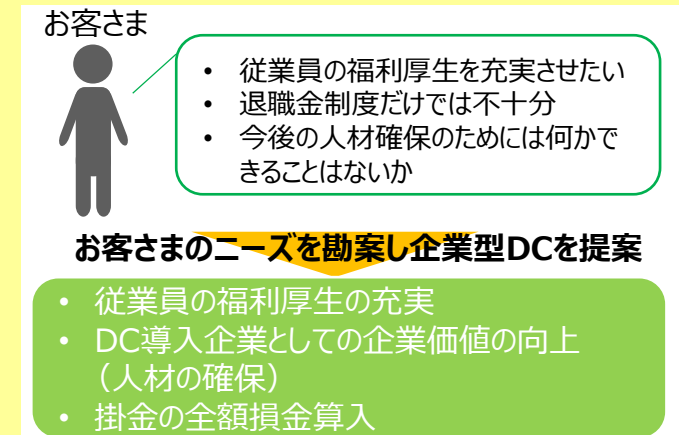 お客さま
• 従業員の福利厚生を充実させたい
• 退職金制度だけでは不十分
• 今後の人材確保のためには何かで
きることはないか
お客さまのニーズを勘案し企業型DCを提案
• 従業員の福利厚生の充実
• DC導入企業としての企業価値の向上
（人材の確保）
• 掛金の全額損金算入